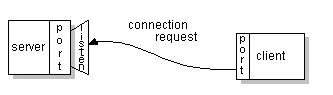 server
port
listen
connection
request
port
client